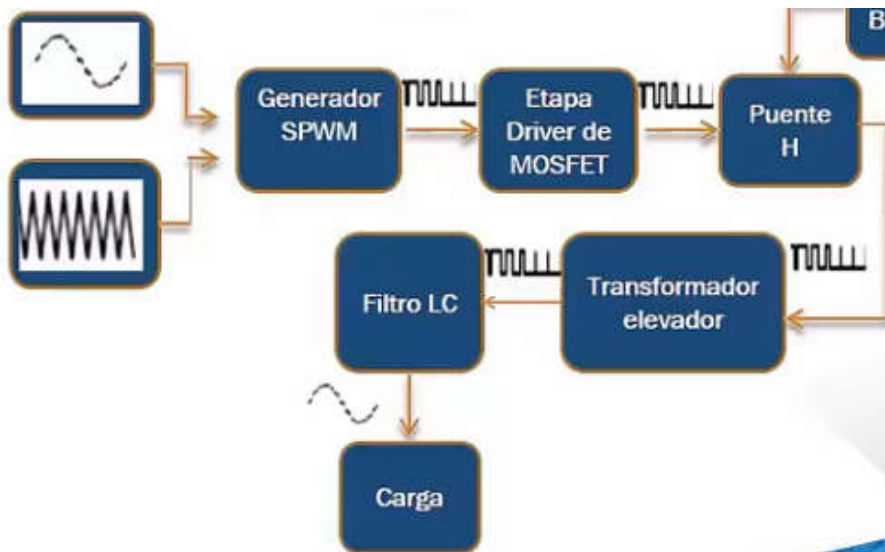 B
Generador
SPWM
Etapa
Driver de
MOSFET
Puente
H
Filtro LC
Transformador
elevador
Carga